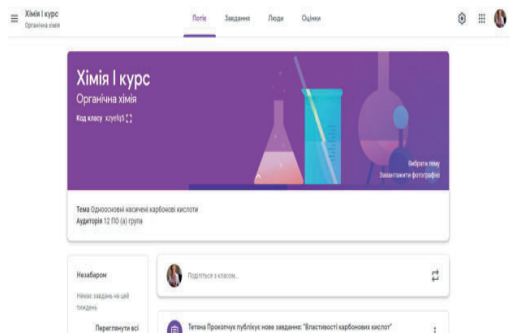 Хімія І курс
Органічна хімія
Потік Завдання Люди Оцінки
Хімія І курс
Органічна хімія
Код класу
Вибрати тему
Завантажити фотографію
Тема Одноосновні насичені карбонові кислоти
Аудиторія 12 ПО (а) група
Незабаром
Немає завдань на цей
тиждень
Переглянути всі
Поділіться з класом...
Тетяна Прокопчук публікує нове завдання: "Властивості карбонових кислот"